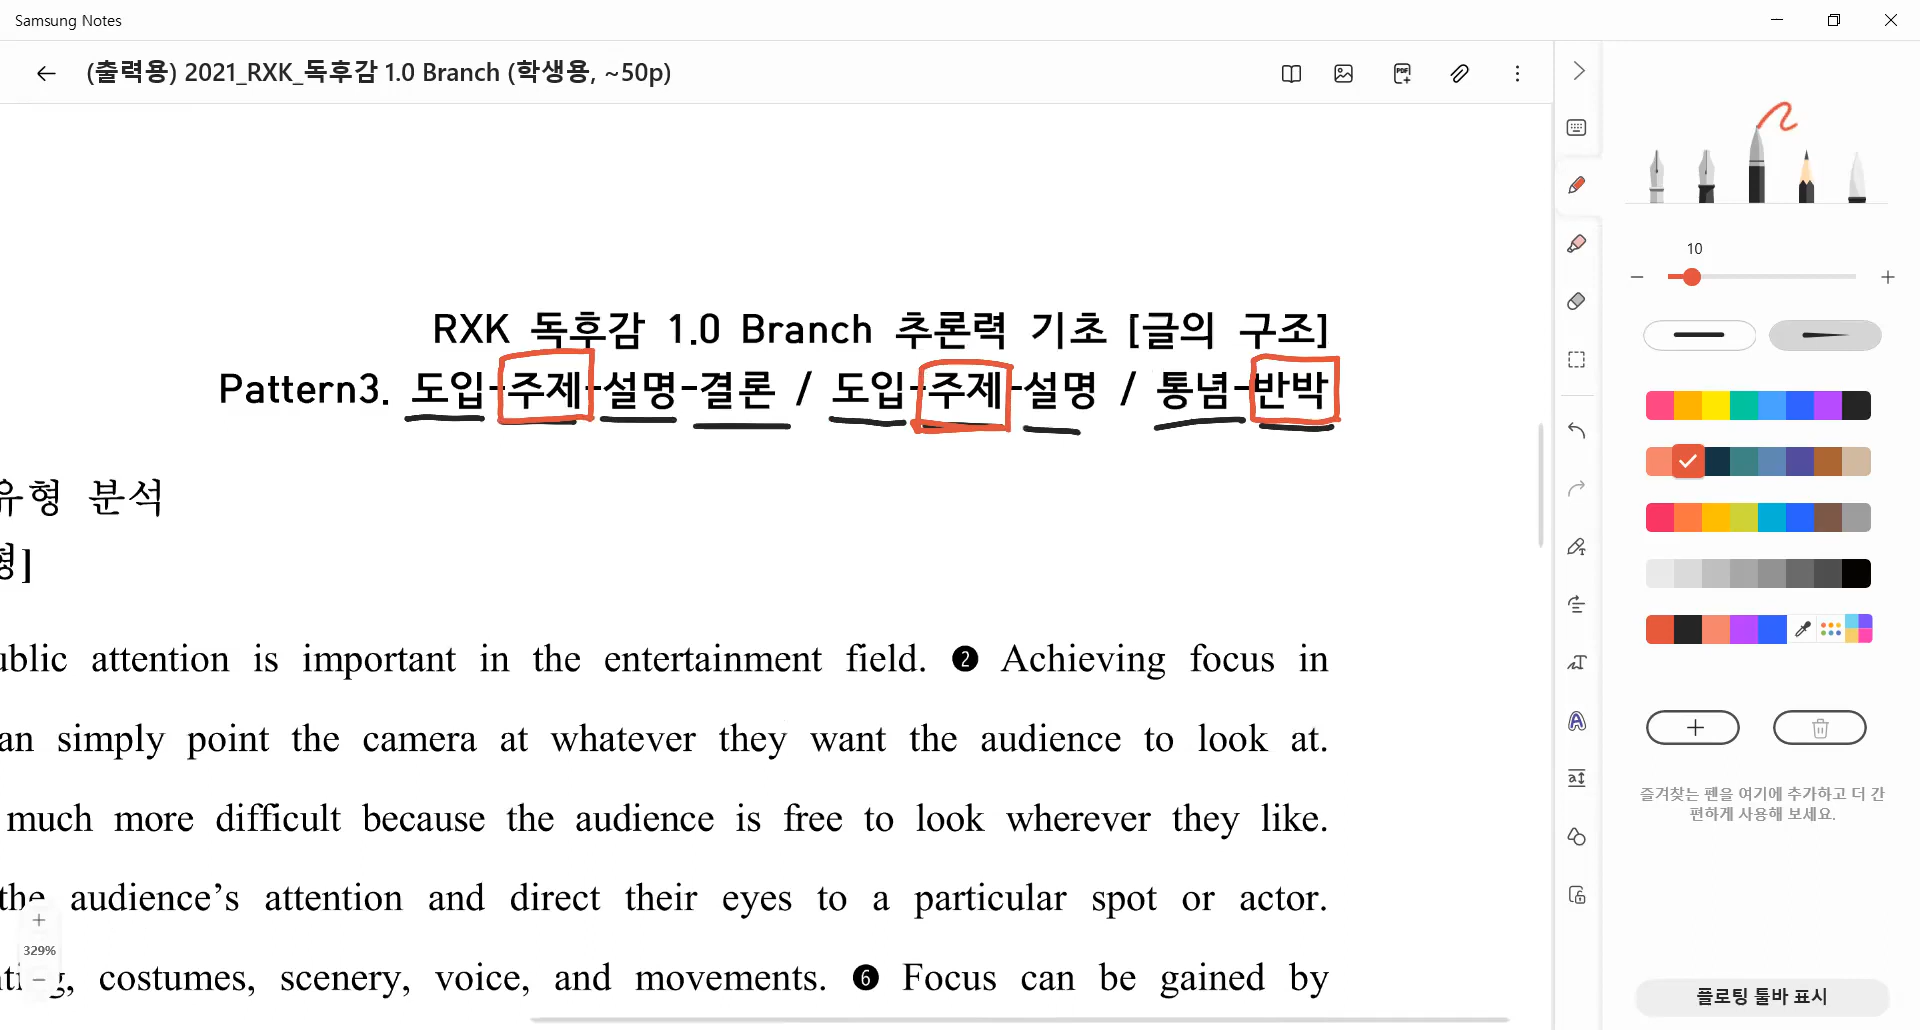 Samsung Notes
(출력용) 2021_RXK_독후감 1.0 Branch (학생용, ~50p)
10
RXK 독후감 1.0 Branch 추론력 기초 [글의 구조]
Pattern3. 도입-주제-설명-결론 / 도입-주제-설명 / 통념-반박
유형 분석
형]
ublic attention is important in the entertainment field. ❷ Achieving focus in
an simply point the camera at whatever they want the audience to look at.
much more difficult because the audience is free to look wherever they like.
the audience’s attention and direct their eyes to a particular spot or actor.
costumes, scenery, voice, and movements. ❻ Focus can be gained by
329%
즐겨찾는 펜을 여기에 추가하고 더 간
편하게 사용해 보세요.
플로팅 툴바 표시